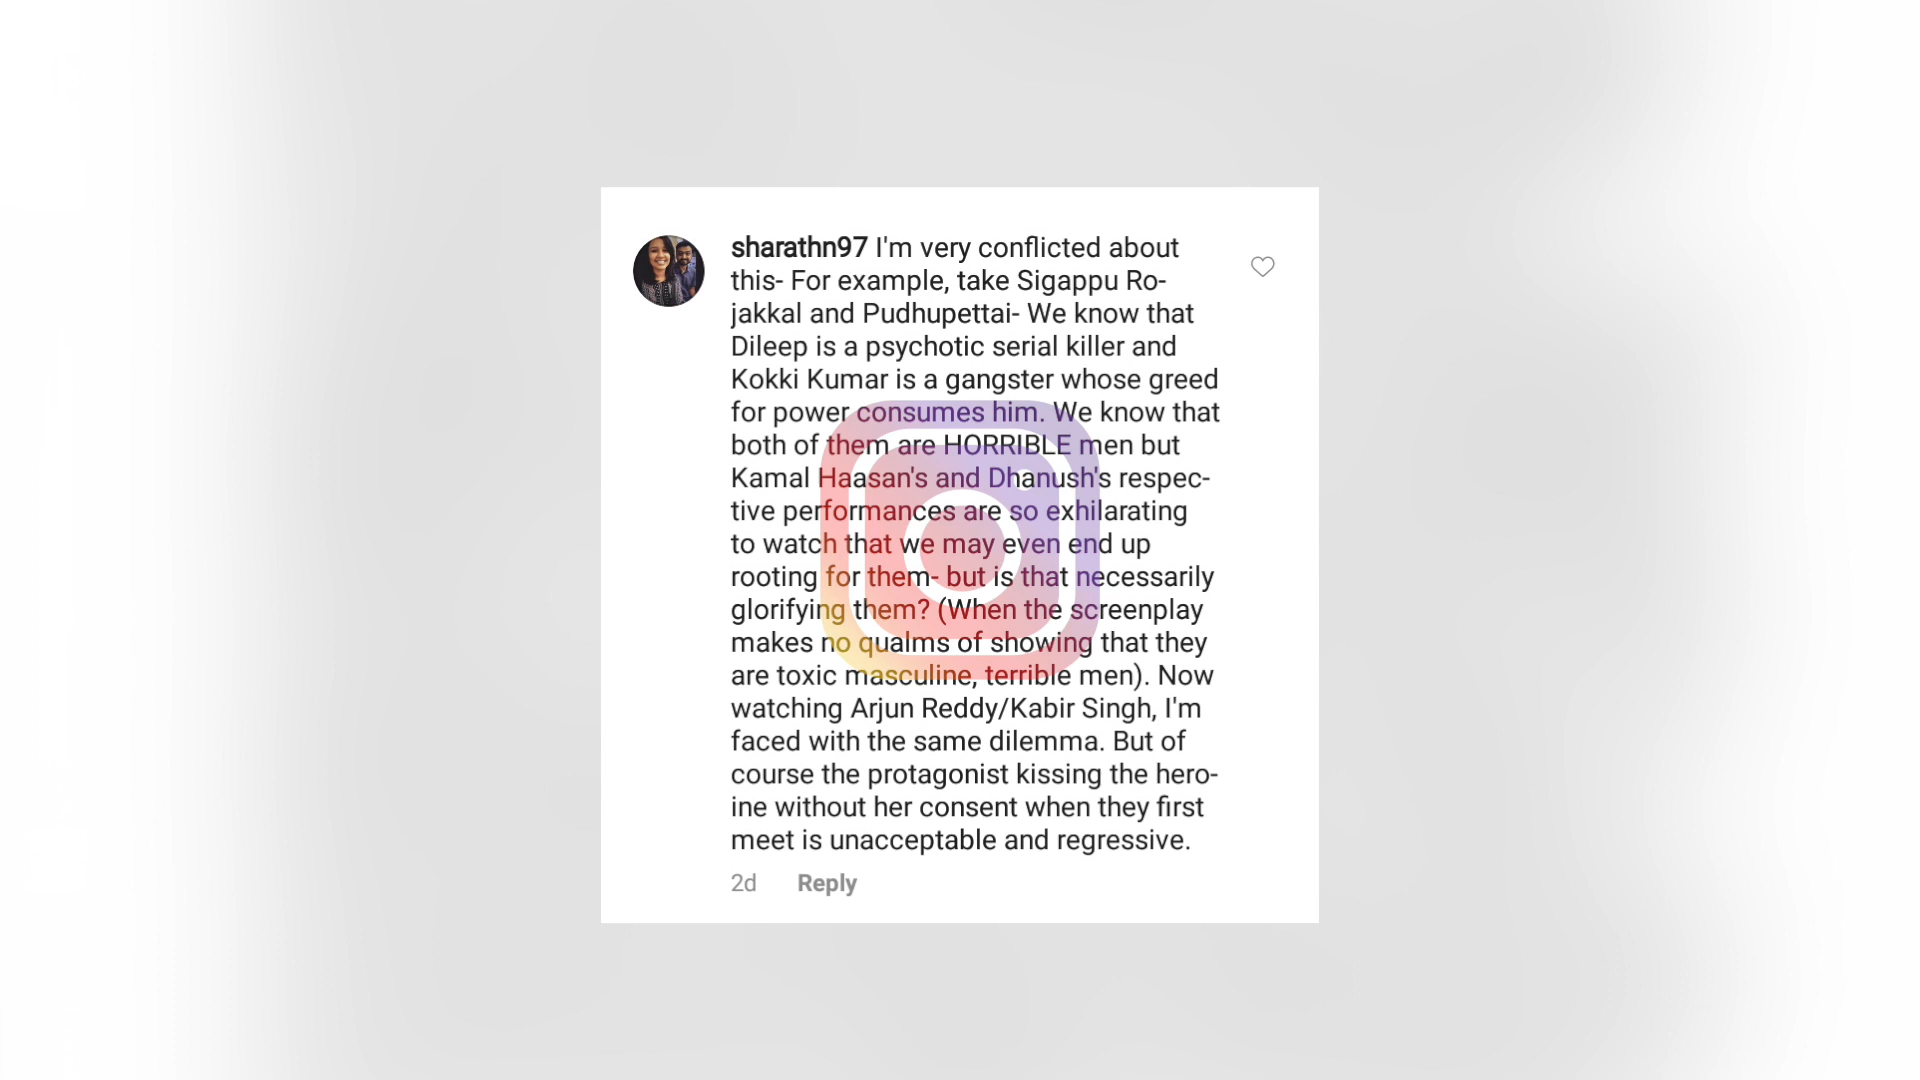 sharathn97 I'm very conflicted about
this- For example, take Sigappu Ro-
jakkal and Pudhupettai- We know that
Dileep is a psychotic serial killer and
Kokki Kumar is a gangster whose greed
for power consumes him. We know that
both of them are HORRIBLE men but
Kamal Haasan's and Dhanush's respec-
tive performances are so exhilarating
to watch that we may even end up
rooting for them- but is that necessarily
glorifying them? (When the screenplay
makes no qualms of showing that they
are toxic masculine, terrible men). Now
watching Arjun Reddy/Kabir Singh, I'm
faced with the same dilemma. But of
course the protagonist kissing the hero-
ine without her consent when they first
meet is unacceptable and regressive.
2d Reply